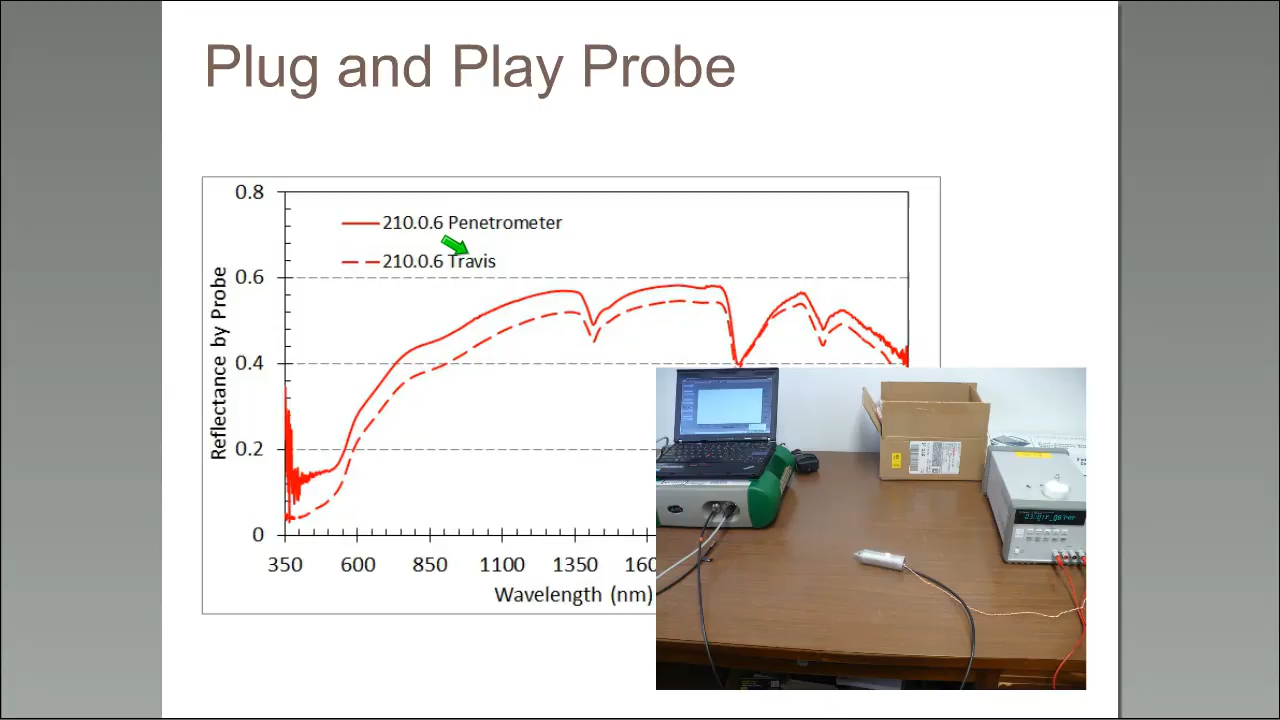 Plug and Play Probe
0.8
210.0.6 Penetrometer
210.0.6 Travis
0.6
0.4
0.2
0
Reflectance by Probe
350 600 850 1100 1350
Wavelength (nm)